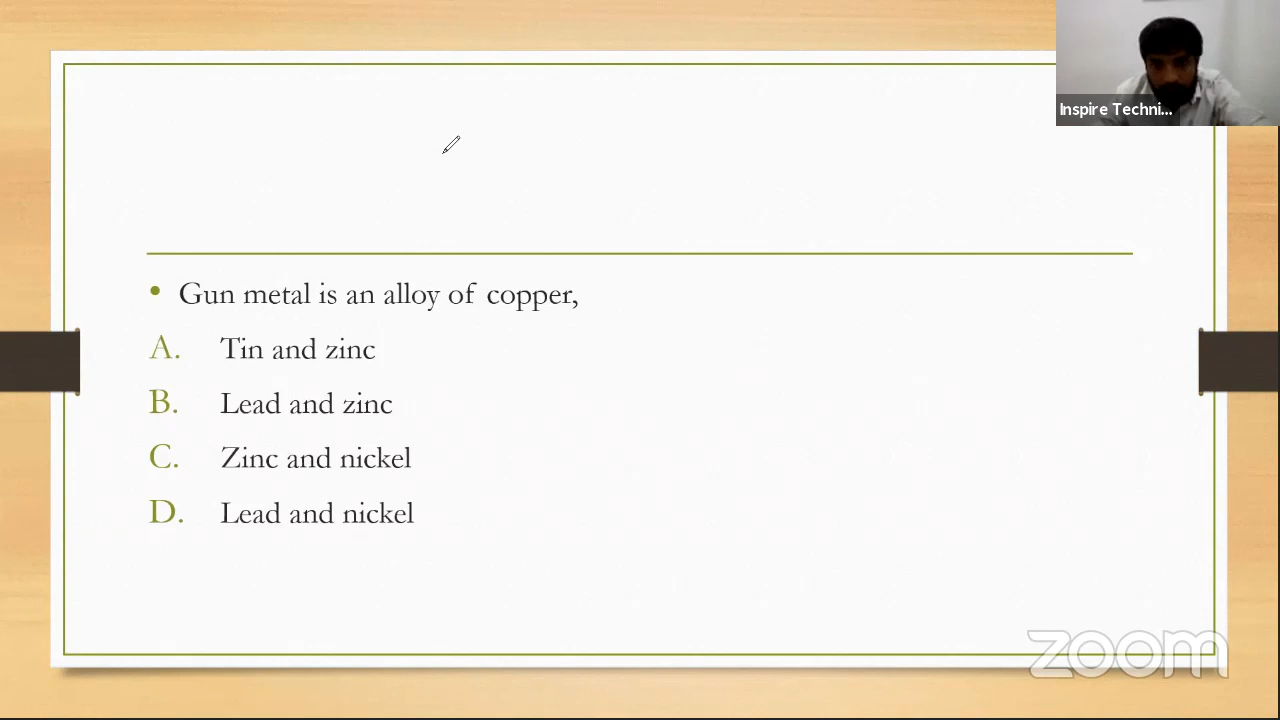 Inspire Techni...
• Gun metal is an alloy of copper,
A. Tin and zinc
B. Lead and zinc
C. Zinc and nickel
D. Lead and nickel
zoom